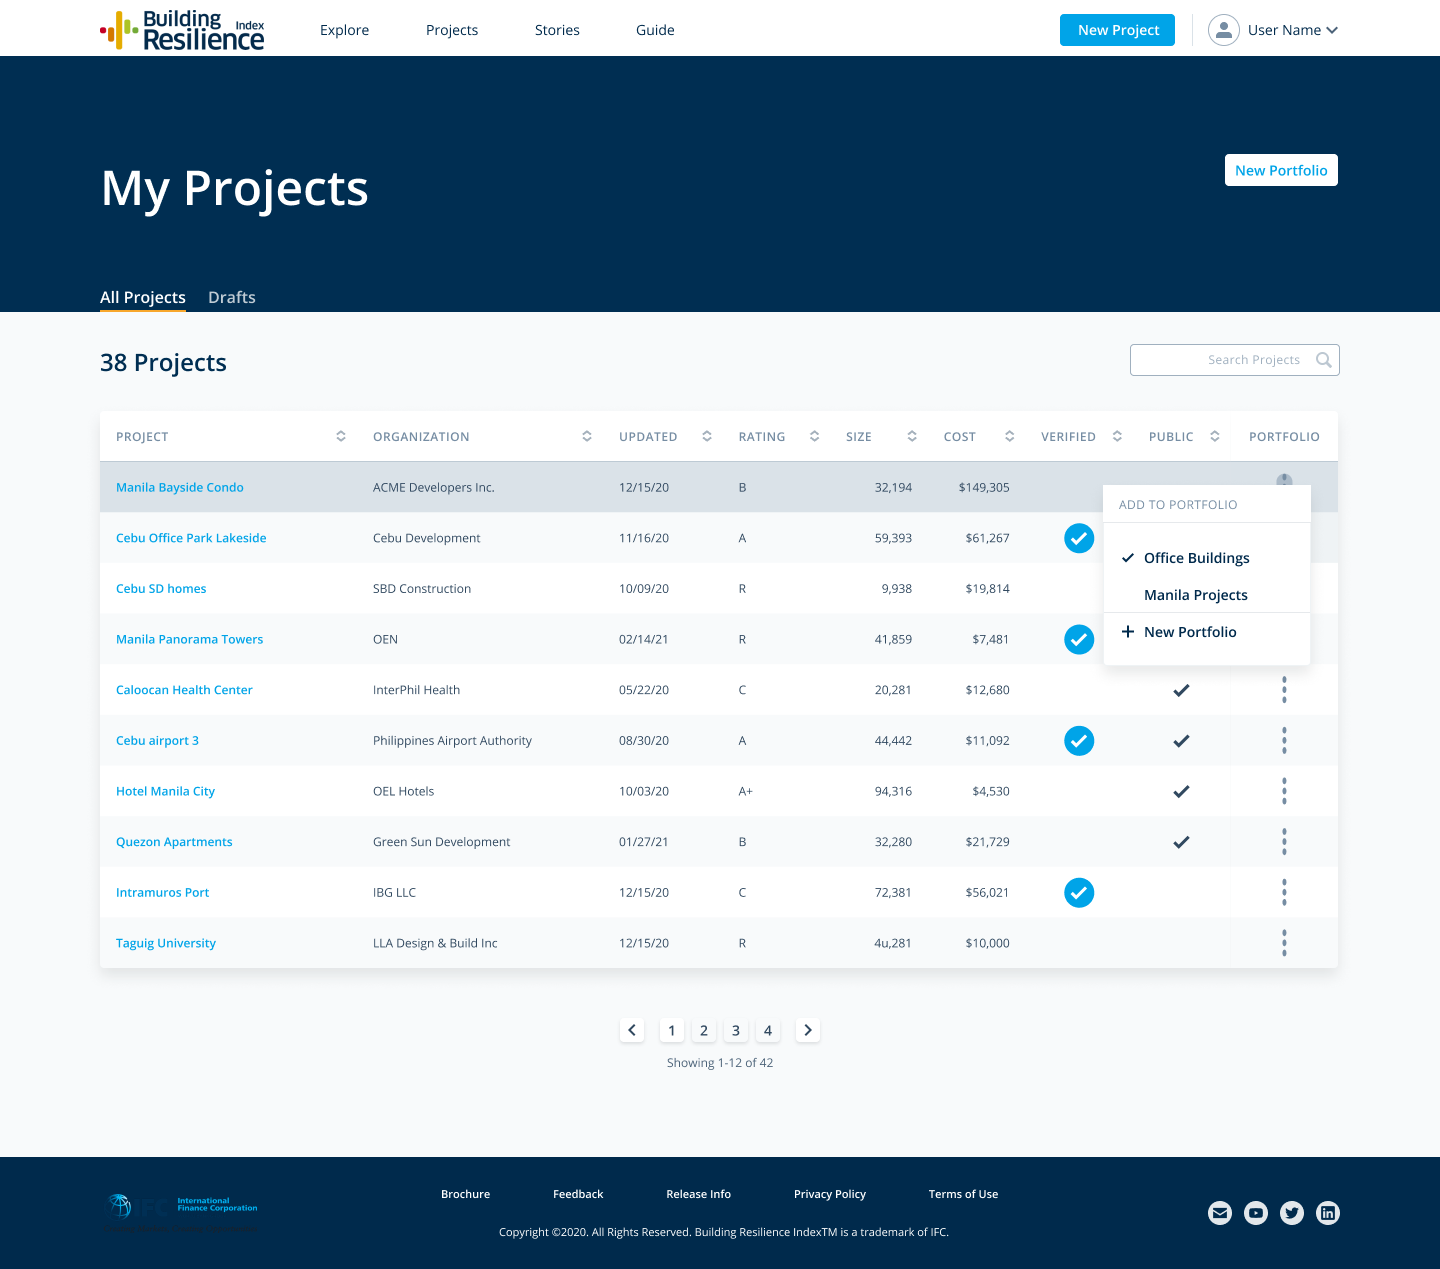 Building
Index
Resilience
Explore Projects Stories Guide New Project User Name
My Projects
New Portfolio
All Projects Drafts
38 Projects
Search Projects
PROJECT ORGANIZATION UPDATED RATING SIZE COST VERIFIED PUBLIC PORTFOLIO
Manila Bayside Condo ACME Developers Inc. 12/15/20 B 32,194 $149,305
ADD TO PORTFOLIO
Cebu Office Park Lakeside Cebu Development 11/16/20 A 59,393 $61,267
Office Buildings
Cebu SD homes SBD Construction 10/09/20 R 9,938 $19,814
Manila Projects
Manila Panorama Towers OEN 02/14/21 R 41,859 $7,481
New Portfolio
Caloocan Health Center InterPhil Health 05/22/20 C 20,281 $12,680
Cebu airport 3 Philippines Airport Authority 08/30/20 A 44,442 $11,092
Hotel Manila City OEL Hotels 10/03/20 A+ 94,316 $4,530
Quezon Apartments Green Sun Development 01/27/21 B 32,280 $21,729
Intramuros Port IBG LLC 12/15/20 C 72,381 $56,021
Taguig University LLA Design & Build Inc 12/15/20 R 4u,281 $10,000
1 2 3 4
Showing 1-12 of 42
Brochure Feedback Release Info Privacy Policy Terms of Use
IFC International
Finance Corporation
Copyright ©2020. All Rights Reserved. Building Resilience IndexTM is a trademark of IFC.